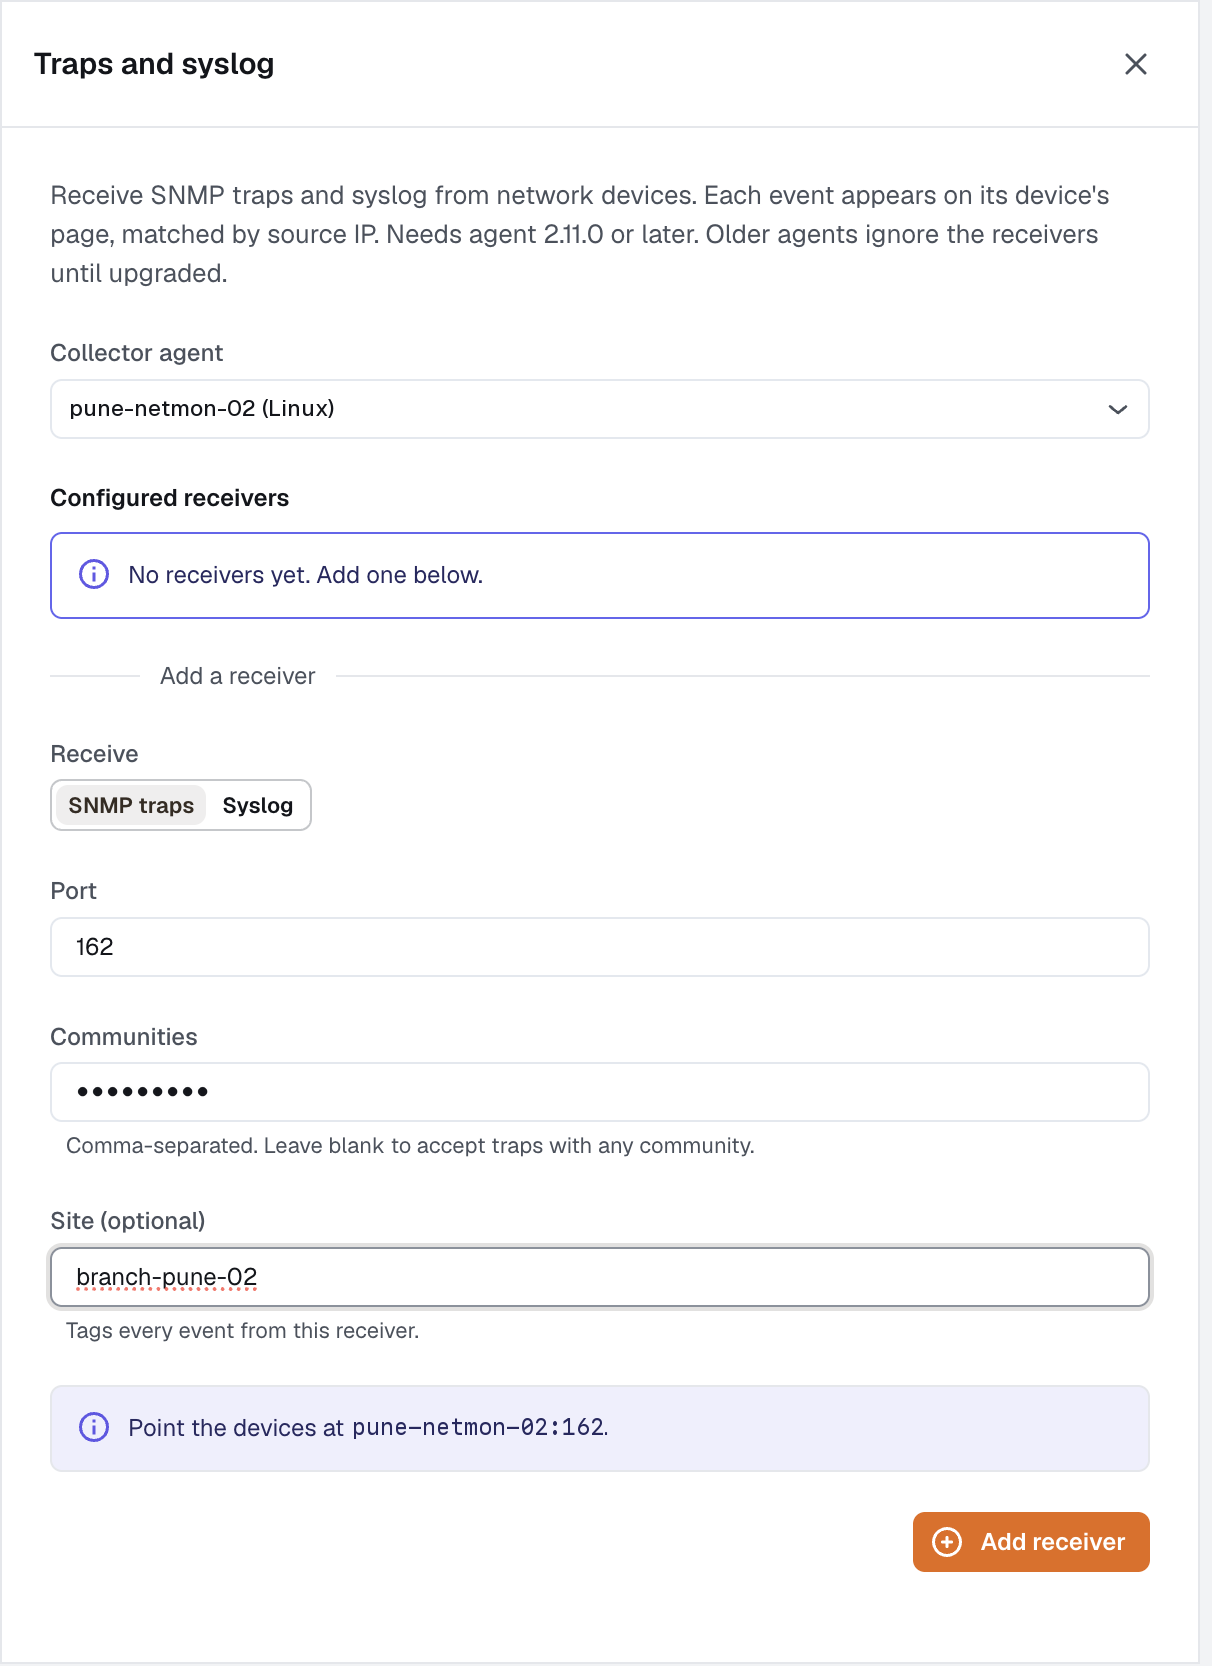 Traps and syslog
Receive SNMP traps and syslog from network devices. Each event appears on its device's
page, matched by source IP. Needs agent 2.11.0 or later. Older agents ignore the receivers
until upgraded.
Collector agent
pune-netmon-02 (Linux)
Configured receivers
No receivers yet. Add one below.
Add a receiver
Receive
SNMP traps Syslog
Port
162
Communities
•••••••••
Comma-separated. Leave blank to accept traps with any community.
Site (optional)
branch-pune-02
Tags every event from this receiver.
Point the devices at pune-netmon-02:162.
Add receiver